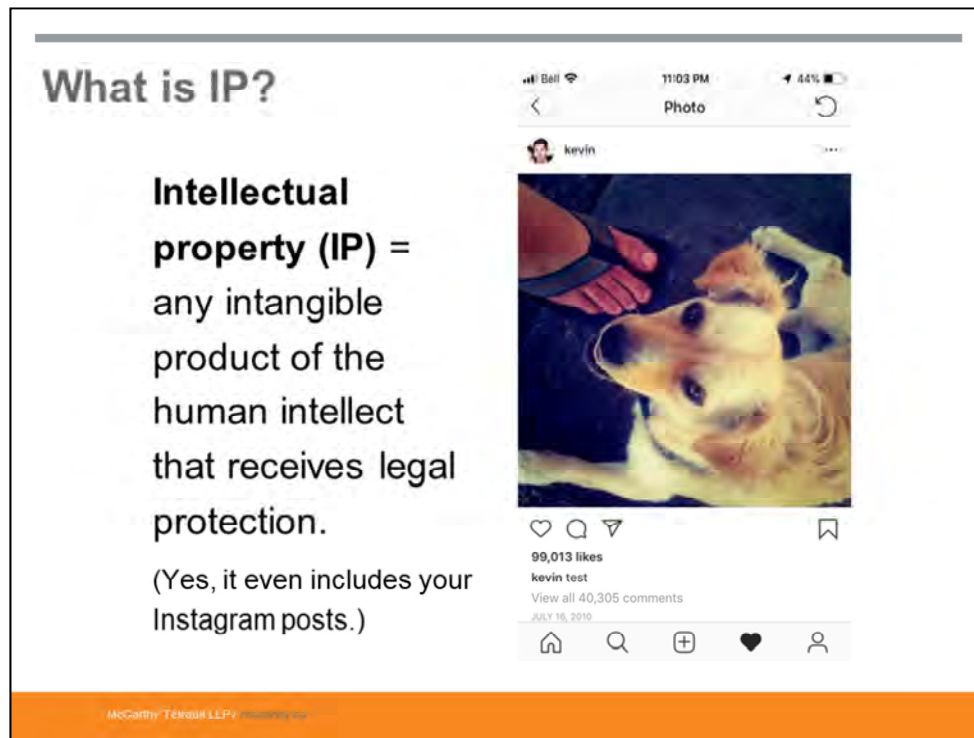 What is IP?
Intellectual
property (IP) =
any intangible
product of the
human intellect
that receives legal
protection.
(Yes, it even includes your
Instagram posts.)
Bell 11:03 PM 44%
Photo
kevin
99,013 likes
kevin test
View all 40,305 comments
JULY 16, 2010
McCarthy Tétrault LLP /